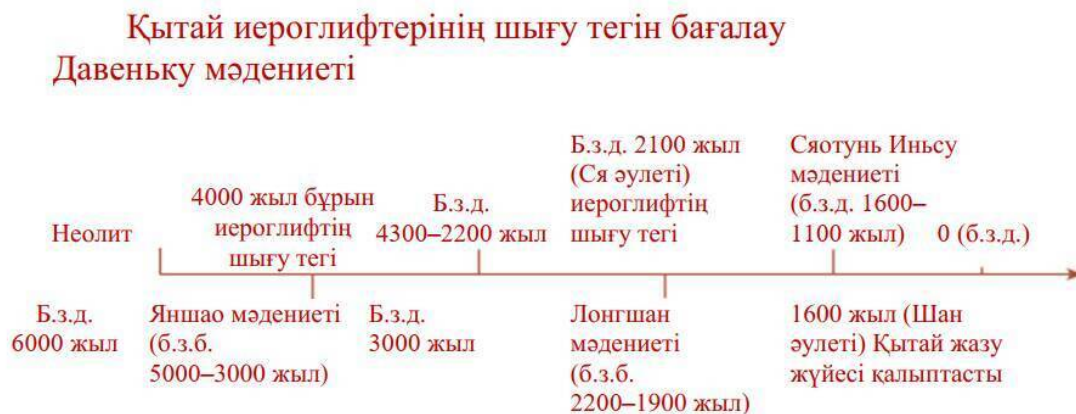 Қытай иероглифтерінің шығу тегін бағалау
Давеньку мәдениеті
Неолит
4000 жыл бұрын
иероглифтің
шығу тегі
Б.з.д.
4300–2200 жыл
Б.з.д. 2100 жыл
(Ся әулеті)
иероглифтің
шығу тегі
Сяотунь Иньсу
мәдениеті
(б.з.д. 1600–
1100 жыл)
0 (б.з.д.)
Б.з.д.
6000 жыл
Яншао мәдениеті
(б.з.б.
5000–3000 жыл)
Б.з.д.
3000 жыл
Лонгшан
мәдениеті
(б.з.б.
2200–1900 жыл)
1600 жыл (Шан
әулеті) Қытай жазу
жүйесі қалыптасты